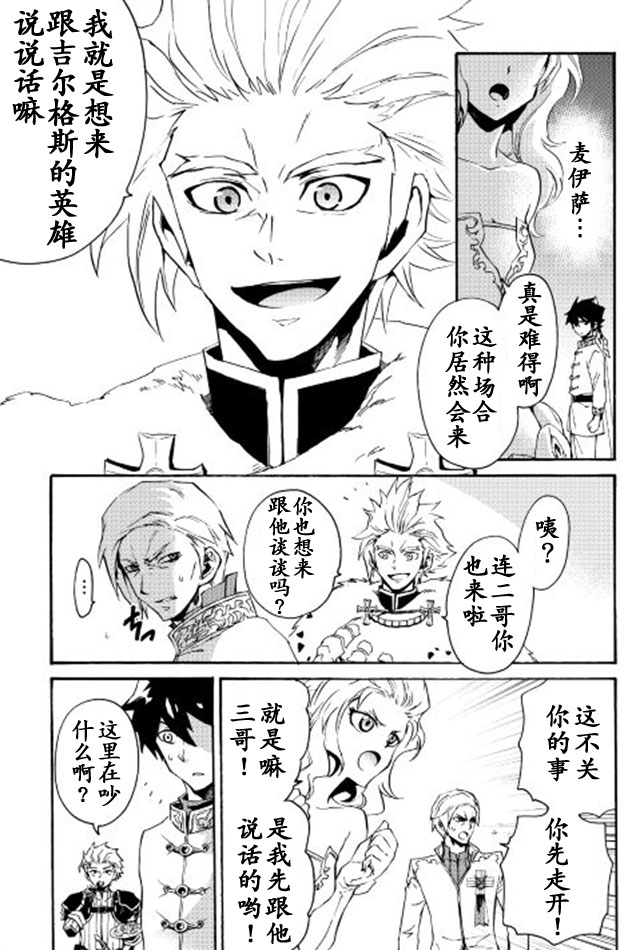 麦伊萨…
真是难得啊
这种场合
你居然会来
我就是想来
跟吉尔格斯的英雄
说说话嘛
咦？
连二哥你
也来啦
你也想来
跟他谈谈吗？
…
这不关
你的事
你先走开！
就是嘛
三哥！
是我先跟他
说话的哟！
这里在吵
什么啊？